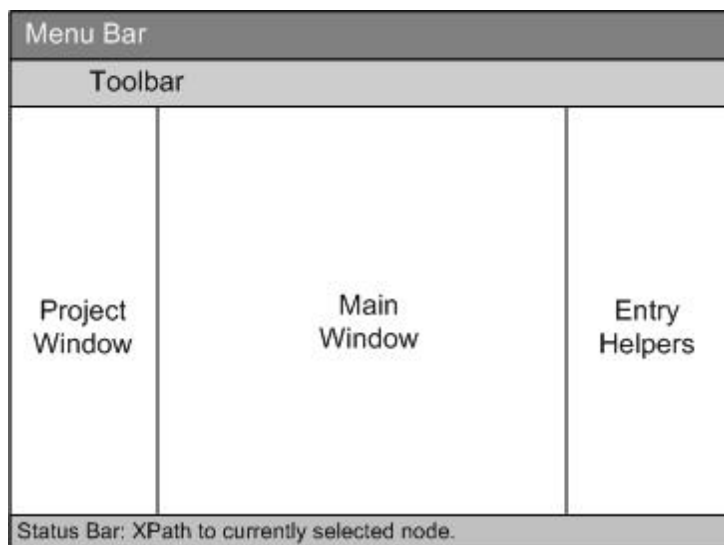 Menu Bar
Toolbar
Project
Window
Main
Window
Entry
Helpers
Status Bar: XPath to currently selected node.